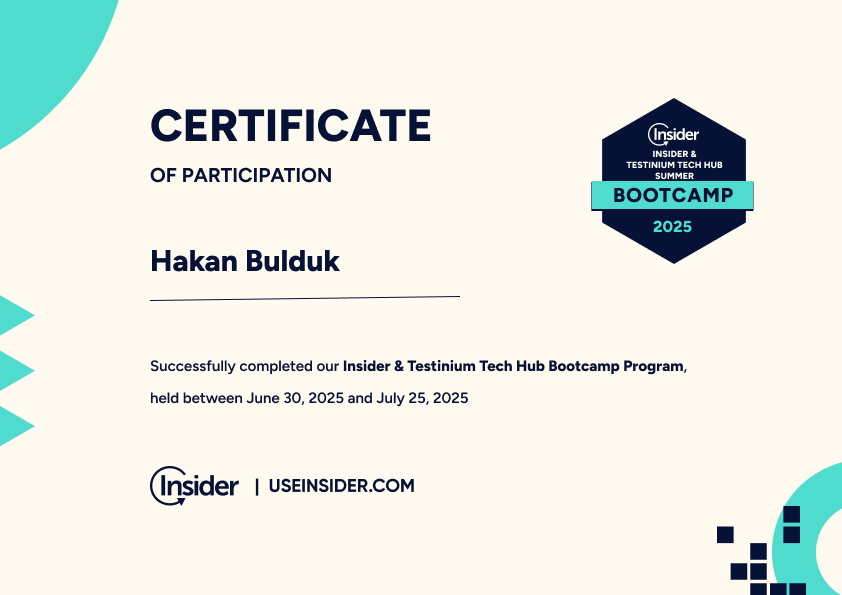 CERTIFICATE
OF PARTICIPATION
Insider
INSIDER &
TESTINIUM TECH HUB
SUMMER
BOOTCAMP
2025
Hakan Bulduk
Successfully completed our Insider & Testinium Tech Hub Bootcamp Program,
held between June 30, 2025 and July 25, 2025
Insider | USEINSIDER.COM